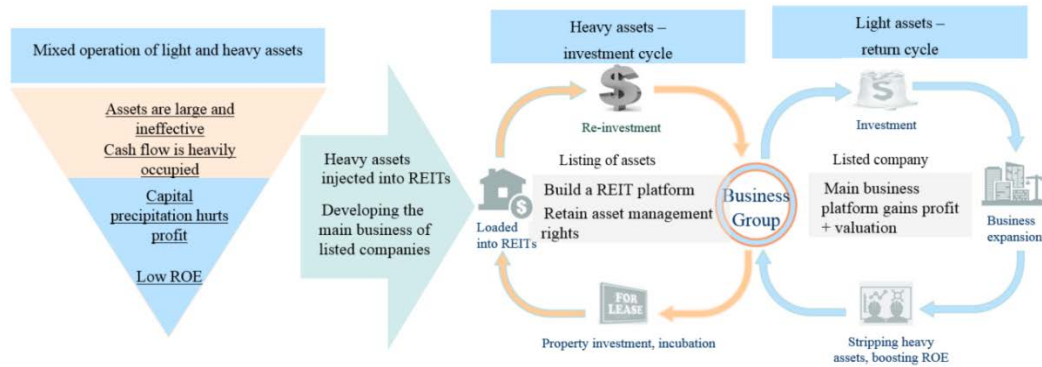 Mixed operation of light and heavy assets
Assets are large and
ineffective
Cash flow is heavily
occupied
Capital
precipitation hurts
profit
Low ROE
Heavy assets
injected into REITs
Developing the
main business of
listed companies
Heavy assets –
investment cycle
Re-investment
Listing of assets
Build a REIT platform
Retain asset management
rights
Loaded
into REITs
FOR
LEASE
Property investment, incubation
Business
Group
Light assets –
return cycle
Investment
Listed company
Main business
platform gains profit
+ valuation
Business
expansion
Stripping heavy
assets, boosting ROE